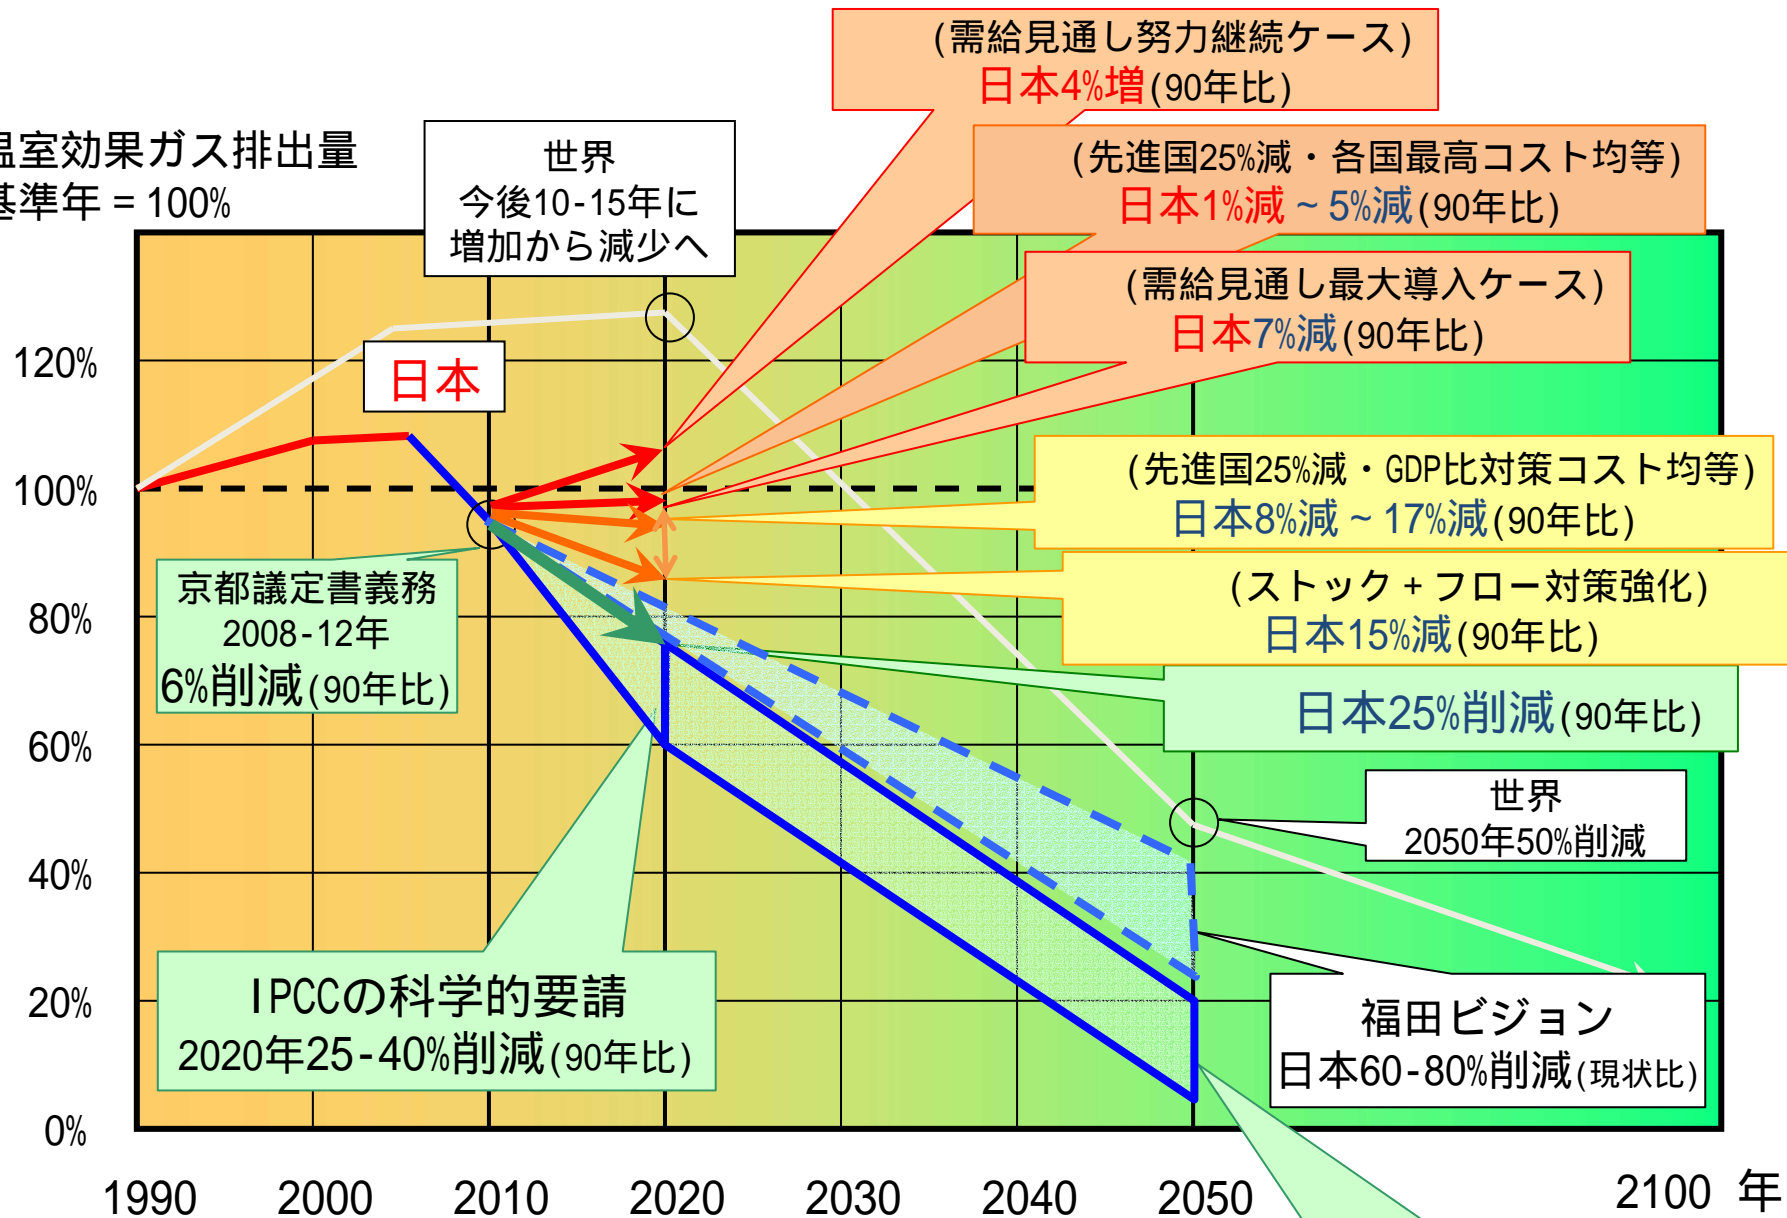 (需給見通し努力継続ケース)
日本4%増(90年比)
温室効果ガス排出量
基準年 = 100%
世界
今後10-15年に
増加から減少へ
(先進国25%減・各国最高コスト均等)
日本1%減 ~ 5%減(90年比)
(需給見通し最大導入ケース)
日本7%減(90年比)
120%
日本
(先進国25%減・GDP比対策コスト均等)
日本8%減 ~ 17%減(90年比)
100%
京都議定書義務
2008-12年
6%削減(90年比)
(ストック + フロー対策強化)
日本15%減(90年比)
80%
日本25%削減(90年比)
60%
世界
2050年50%削減
40%
IPCCの科学的要請
2020年25-40%削減(90年比)
福田ビジョン
日本60-80%削減(現状比)
20%
0%
1990 2000 2010 2020 2030 2040 2050 2100 年